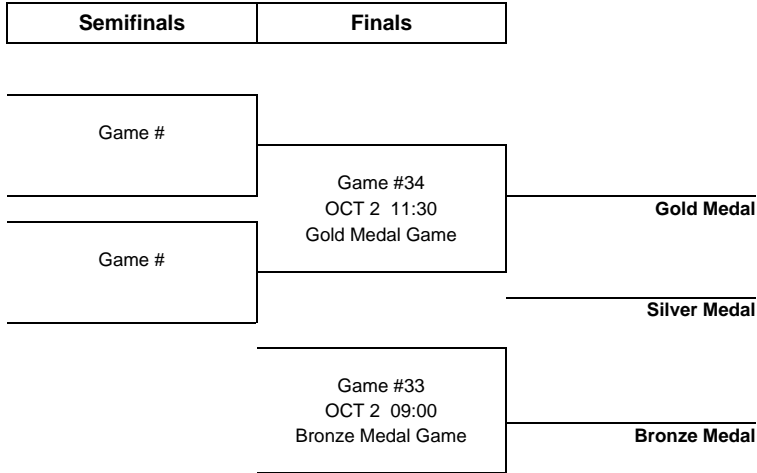 Semifinals
Finals
Game #
Game #34
OCT 2 11:30
Gold Medal Game
Gold Medal
Game #
Silver Medal
Game #33
OCT 2 09:00
Bronze Medal Game
Bronze Medal